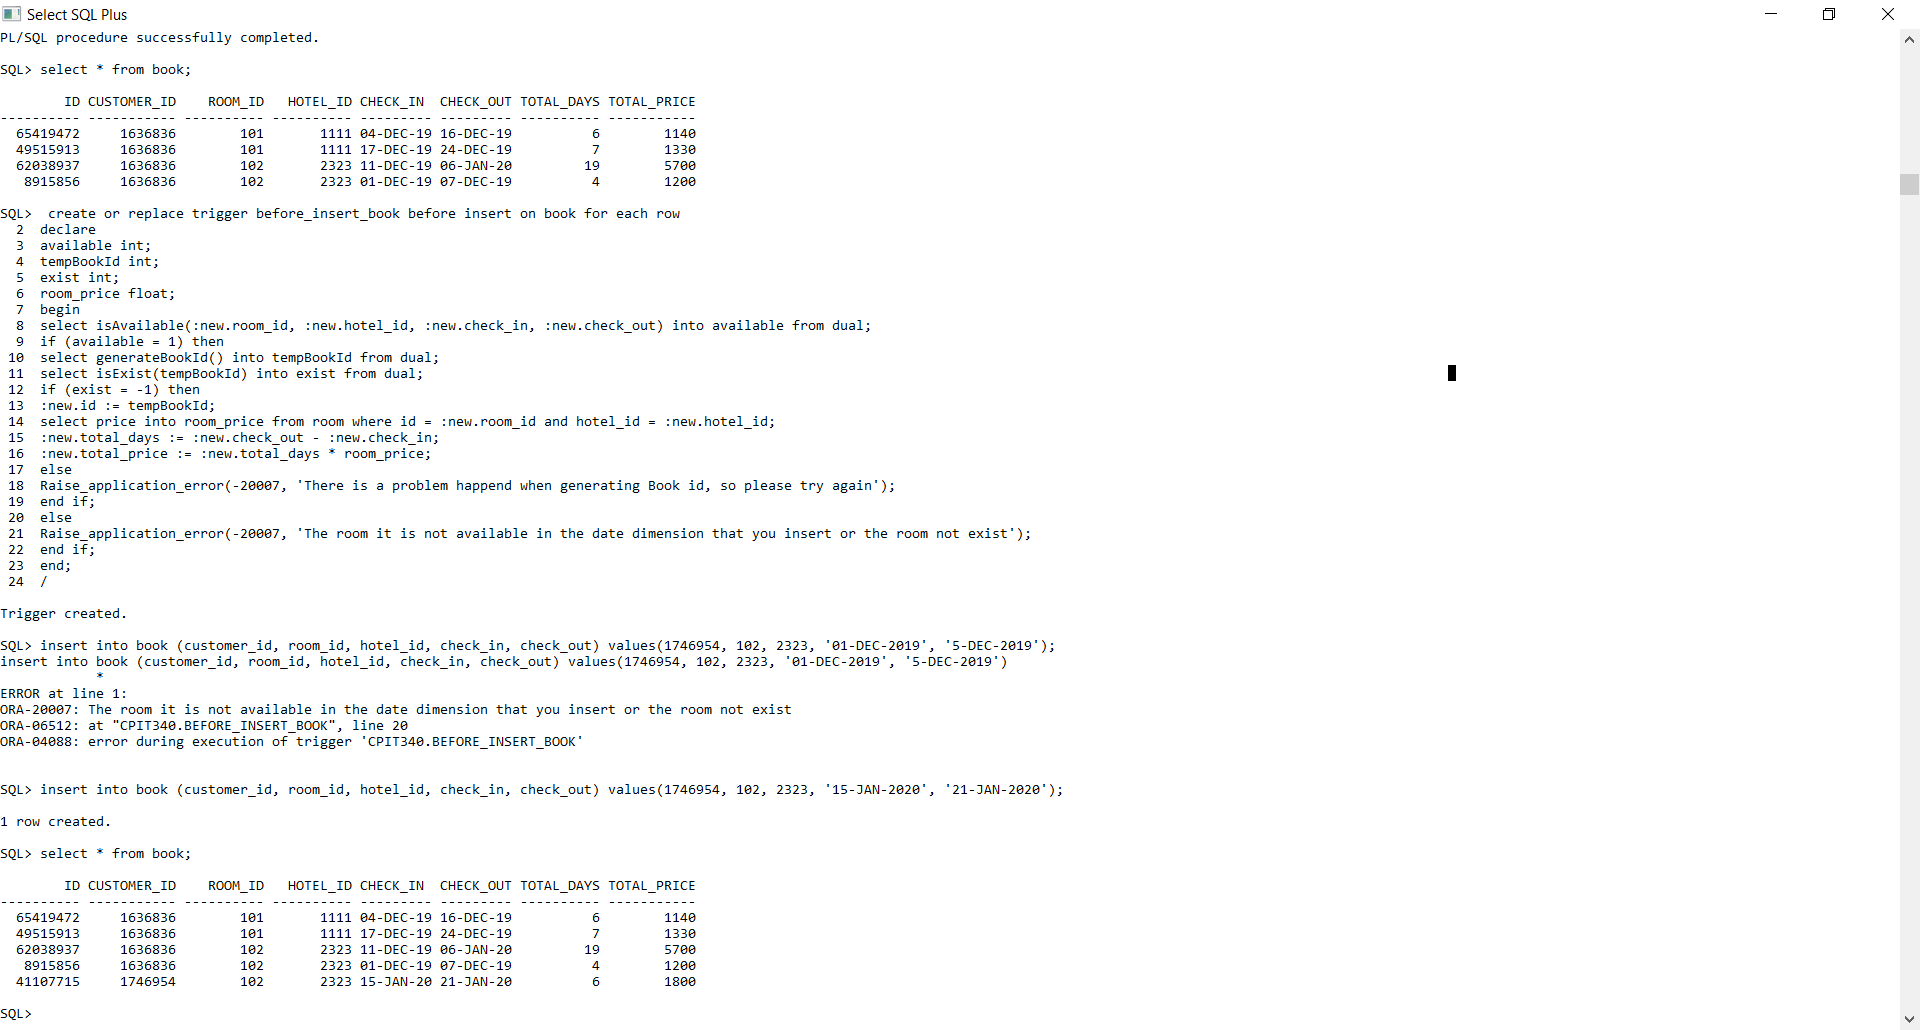 Select SQL Plus
PL/SQL procedure successfully completed.
SQL> select * from book;
        ID CUSTOMER_ID    ROOM_ID   HOTEL_ID CHECK_IN  CHECK_OUT TOTAL_DAYS TOTAL_PRICE
---------- ----------- ---------- ---------- --------- --------- ---------- -----------
  65419472     1636836        101       1111 04-DEC-19 16-DEC-19          6        1140
  49515913     1636836        101       1111 17-DEC-19 24-DEC-19          7        1330
  62038937     1636836        102       2323 11-DEC-19 06-JAN-20         19        5700
   8915856     1636836        102       2323 01-DEC-19 07-DEC-19          4        1200
SQL>  create or replace trigger before_insert_book before insert on book for each row
  2  declare
  3  available int;
  4  tempBookId int;
  5  exist int;
  6  room_price float;
  7  begin
  8  select isAvailable(:new.room_id, :new.hotel_id, :new.check_in, :new.check_out) into available from dual;
  9  if (available = 1) then
 10  select generateBookId() into tempBookId from dual;
 11  select isExist(tempBookId) into exist from dual;
 12  if (exist = -1) then
 13  :new.id := tempBookId;
 14  select price into room_price from room where id = :new.room_id and hotel_id = :new.hotel_id;
 15  :new.total_days := :new.check_out - :new.check_in;
 16  :new.total_price := :new.total_days * room_price;
 17  else
 18  Raise_application_error(-20007, 'There is a problem happend when generating Book id, so please try again');
 19  end if;
 20  else
 21  Raise_application_error(-20007, 'The room it is not available in the date dimension that you insert or the room not exist');
 22  end if;
 23  end;
 24  /
Trigger created.
SQL> insert into book (customer_id, room_id, hotel_id, check_in, check_out) values(1746954, 102, 2323, '01-DEC-2019', '5-DEC-2019');
insert into book (customer_id, room_id, hotel_id, check_in, check_out) values(1746954, 102, 2323, '01-DEC-2019', '5-DEC-2019')
            *
ERROR at line 1:
ORA-20007: The room it is not available in the date dimension that you insert or the room not exist
ORA-06512: at "CPIT340.BEFORE_INSERT_BOOK", line 20
ORA-04088: error during execution of trigger 'CPIT340.BEFORE_INSERT_BOOK'
SQL> insert into book (customer_id, room_id, hotel_id, check_in, check_out) values(1746954, 102, 2323, '15-JAN-2020', '21-JAN-2020');
1 row created.
SQL> select * from book;
        ID CUSTOMER_ID    ROOM_ID   HOTEL_ID CHECK_IN  CHECK_OUT TOTAL_DAYS TOTAL_PRICE
---------- ----------- ---------- ---------- --------- --------- ---------- -----------
  65419472     1636836        101       1111 04-DEC-19 16-DEC-19          6        1140
  49515913     1636836        101       1111 17-DEC-19 24-DEC-19          7        1330
  62038937     1636836        102       2323 11-DEC-19 06-JAN-20         19        5700
   8915856     1636836        102       2323 01-DEC-19 07-DEC-19          4        1200
  41107715     1746954        102       2323 15-JAN-20 21-JAN-20          6        1800
SQL>